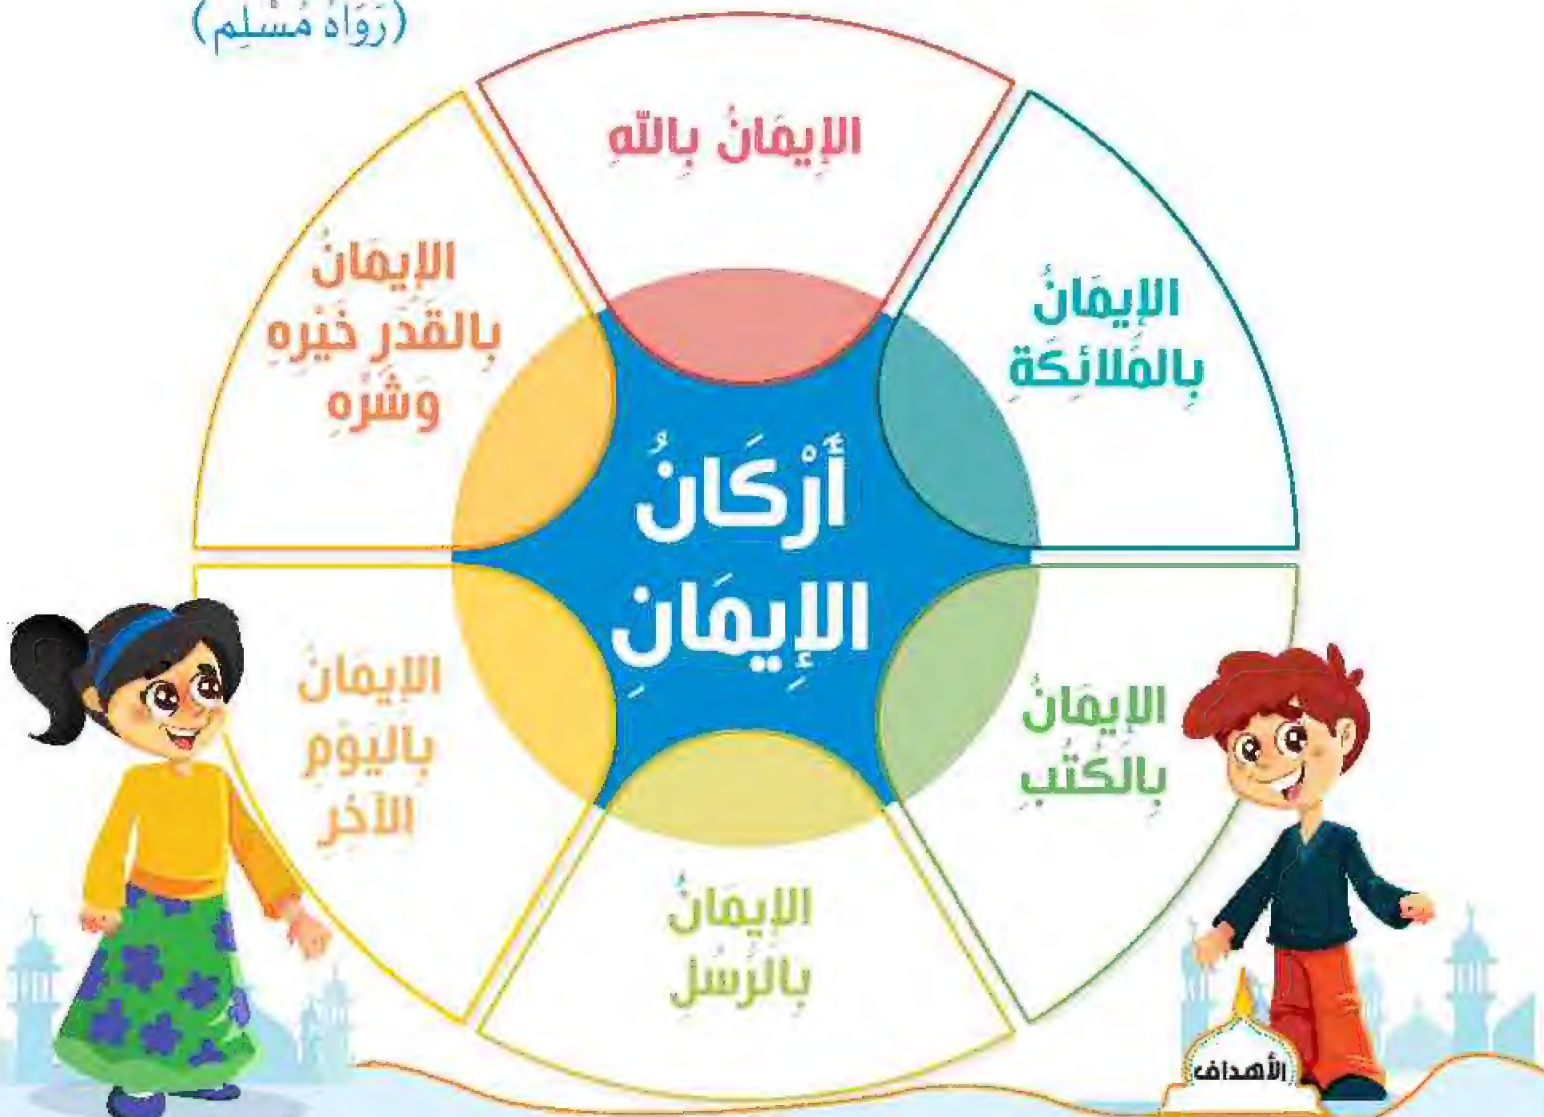 (رَوَاهُ مُسْلِم)
الإِيمَانُ بِاللهِ
الإِيمَانُ
بِالمَلَائِكَةِ
الإِيمَانُ
بِالكُتُبِ
الإِيمَانُ
بِالرُسُلِ
الإِيمَانُ
بِاليَوْمِ
الآخِرِ
الإِيمَانُ
بِالقَدَرِ خَيْرِهِ
وَشَرِّهِ
أَرْكَانُ
الإِيمَانِ
الأهداف